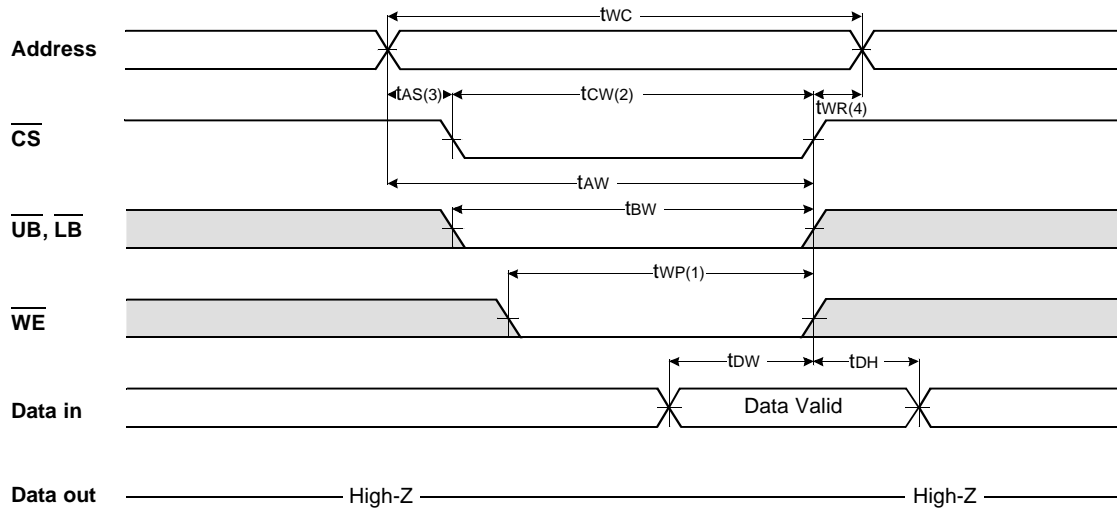 tWC
Address
tAS(3)
tCW(2)
tWR(4)
CS
tAW
tBW
UB, LB
tWP(1)
WE
tDW
tDH
Data in
Data Valid
Data out
High-Z
High-Z